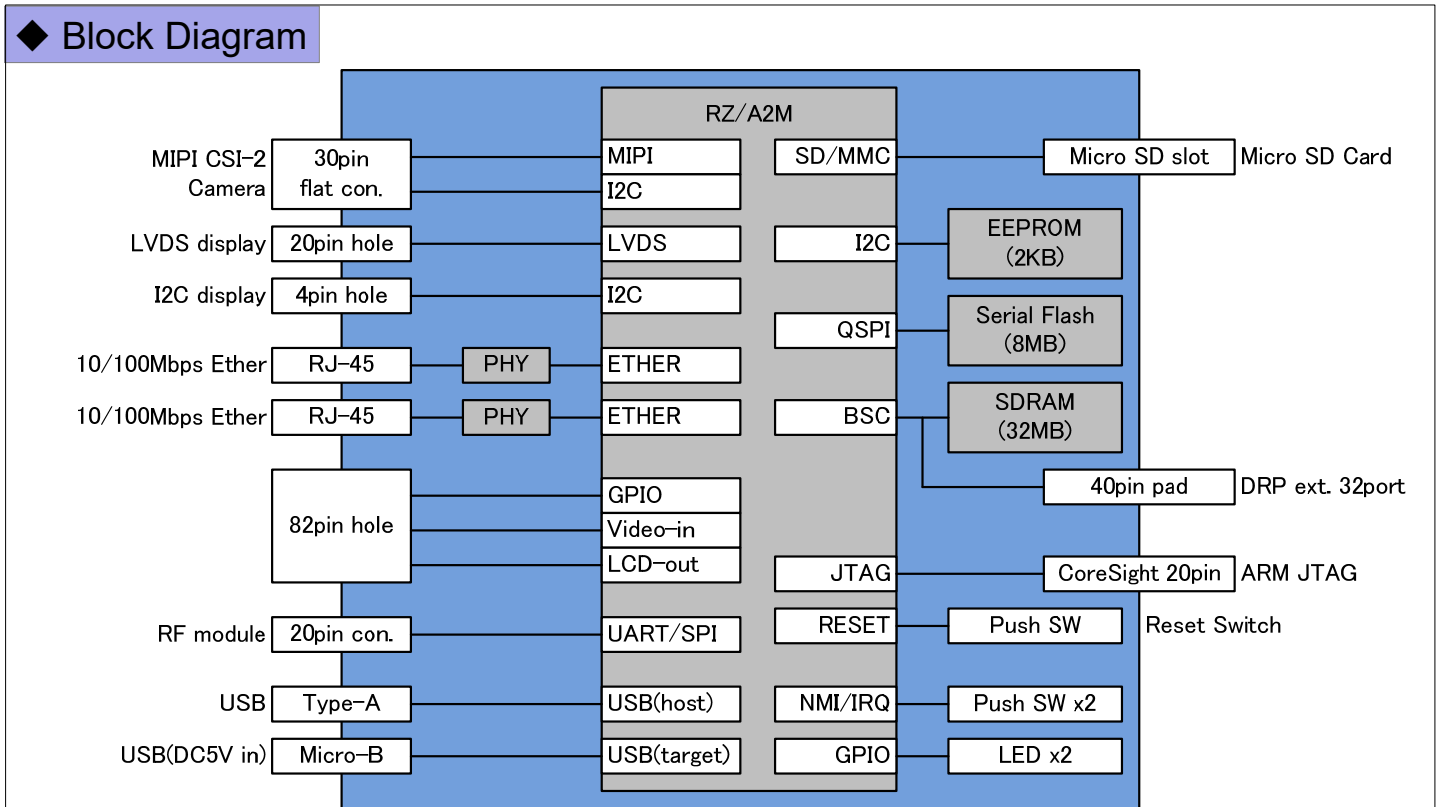 ◆ Block Diagram
RZ/A2M
MIPI CSI-2
Camera
30pin
flat con.
MIPI
I2C
LVDS display
20pin hole
LVDS
I2C display
4pin hole
I2C
10/100Mbps Ether
RJ-45
PHY
ETHER
10/100Mbps Ether
RJ-45
PHY
ETHER
82pin hole
GPIO
Video-in
LCD-out
RF module
20pin con.
UART/SPI
USB
Type-A
USB(host)
USB(DC5V in)
Micro-B
USB(target)
SD/MMC
Micro SD slot
Micro SD Card
I2C
EEPROM
(2KB)
QSPI
Serial Flash
(8MB)
BSC
SDRAM
(32MB)
40pin pad
DRP ext. 32port
JTAG
CoreSight 20pin
ARM JTAG
RESET
Push SW
Reset Switch
NMI/IRQ
Push SW x2
GPIO
LED x2